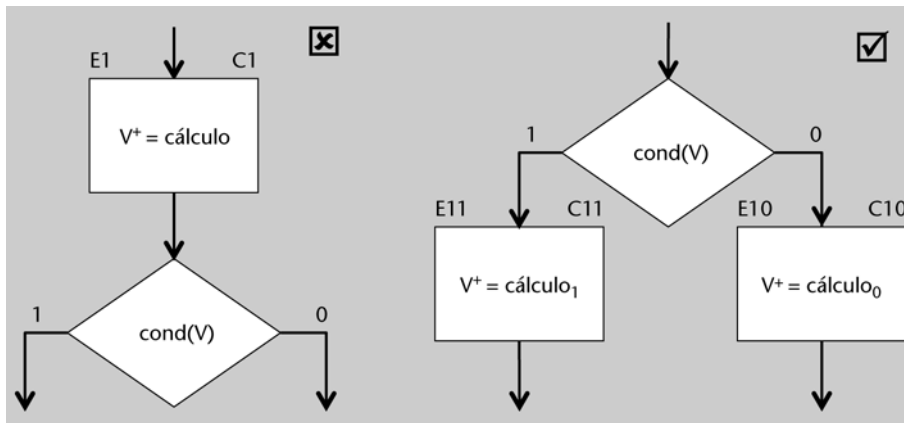 E1 C1
V⁺ = cálculo
1 0
cond(V)
1 0
cond(V)
E11 C11
V⁺ = cálculo₁
E10 C10
V⁺ = cálculo₀